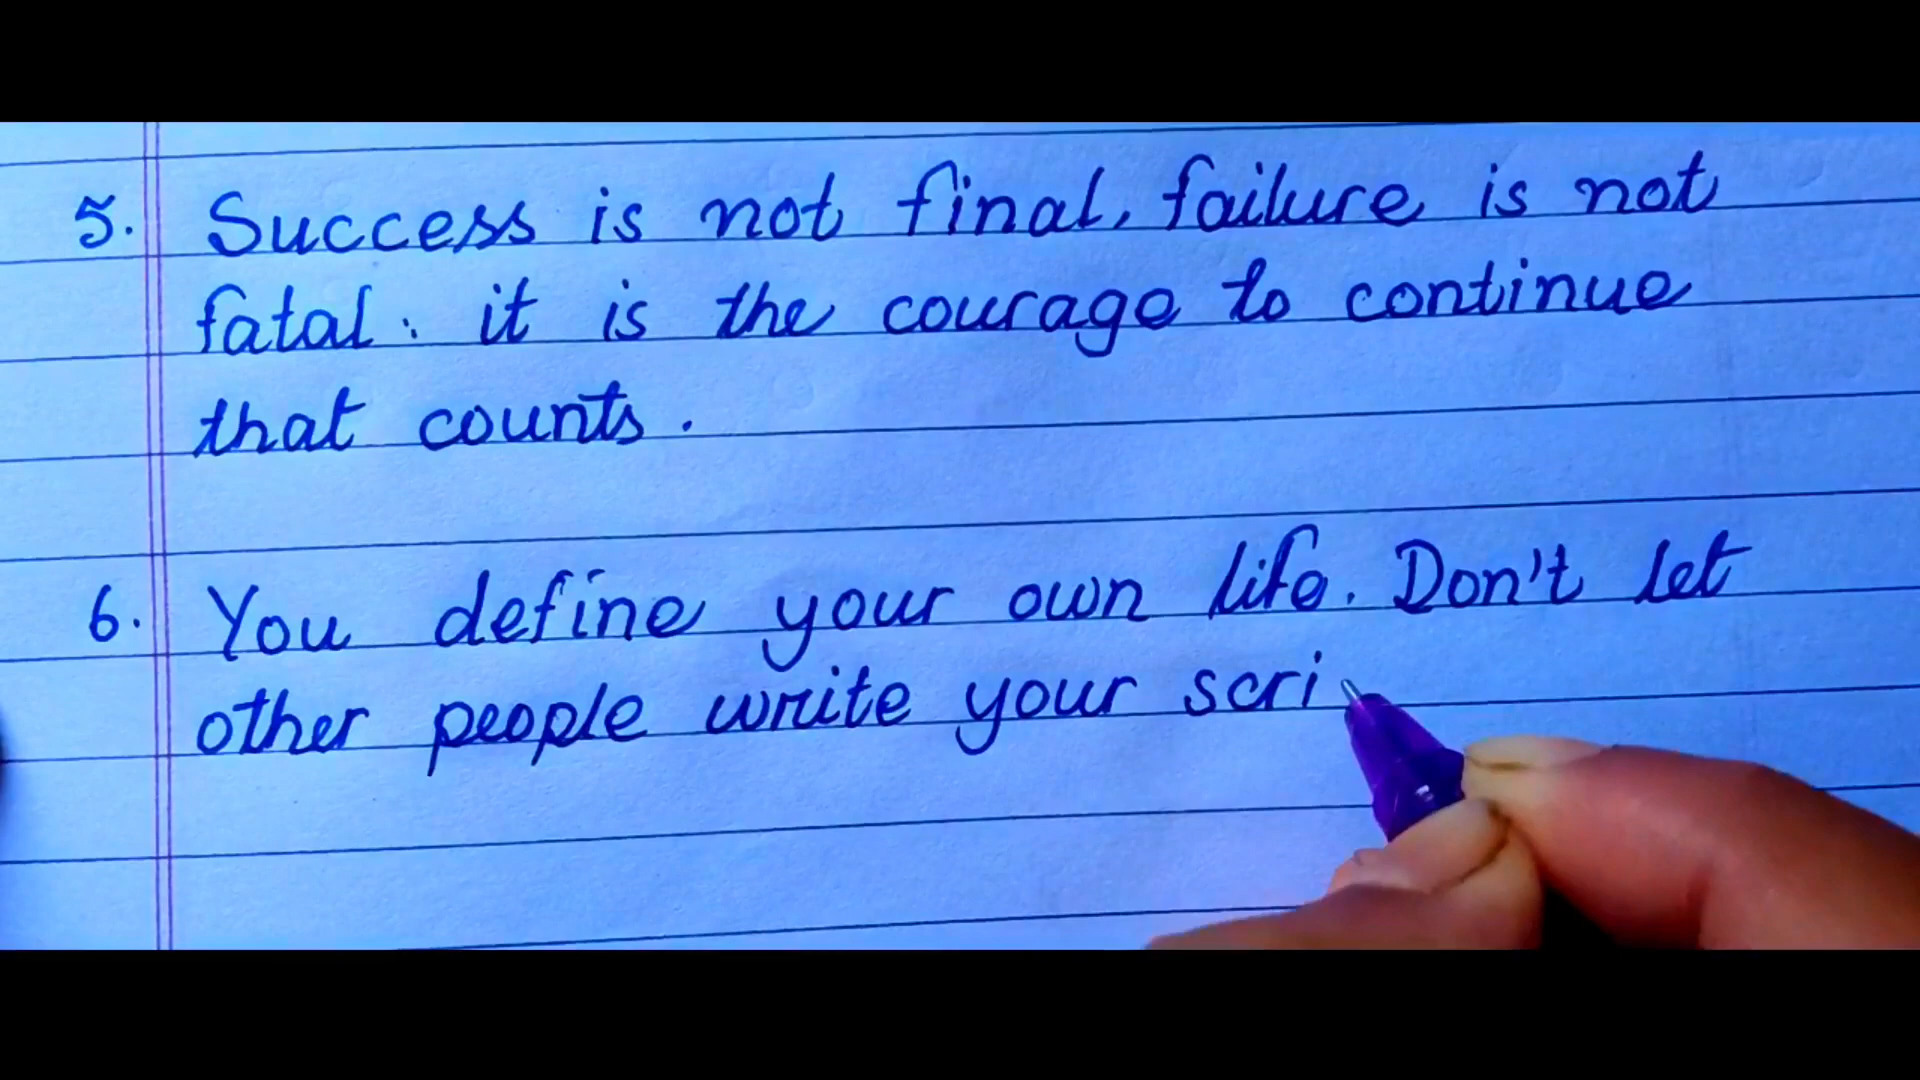 5. Success is not final, failure is not
fatal: it is the courage to continue
that counts.
6. You define your own life. Don't let
other people write your scri